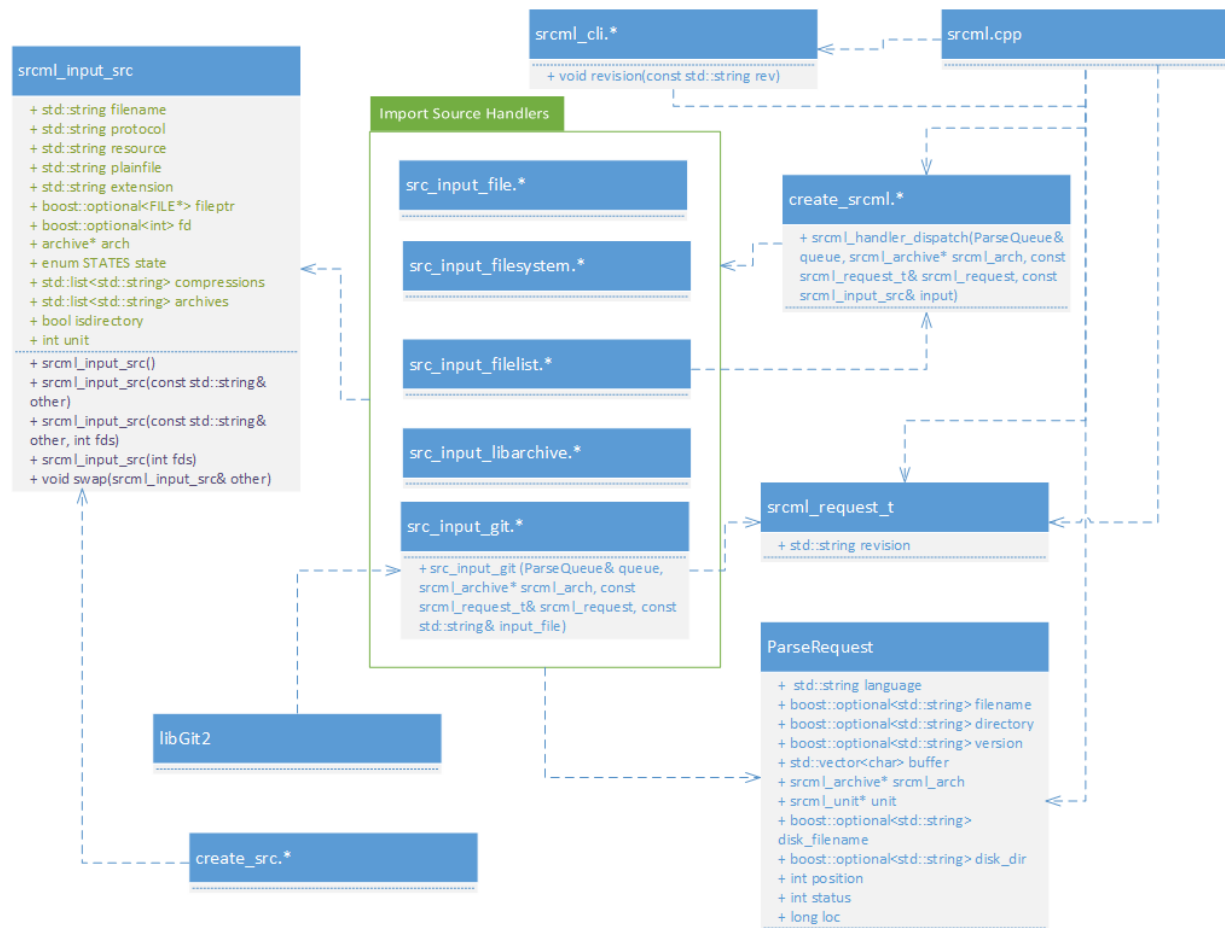 srcml_input_src
+ std::string filename
+ std::string protocol
+ std::string resource
+ std::string plainfile
+ std::string extension
+ boost::optional<FILE*> fileptr
+ boost::optional<int> fd
+ archive* arch
+ enum STATES state
+ std::list<std::string> compressions
+ std::list<std::string> archives
+ bool isdirectory
+ int unit
+ srcml_input_src()
+ srcml_input_src(const std::string&
other)
+ srcml_input_src(const std::string&
other, int fds)
+ srcml_input_src(int fds)
+ void swap(srcml_input_src& other)
srcml_cli.*
+ void revision(const std::string rev)
srcml.cpp
Import Source Handlers
src_input_file.*
src_input_filesystem.*
src_input_filelist.*
src_input_libarchive.*
src_input_git.*
+ src_input_git (ParseQueue& queue,
srcml_archive* srcml_arch, const
srcml_request_t& srcml_request, const
std::string& input_file)
create_srcml.*
+ srcml_handler_dispatch(ParseQueue&
queue, srcml_archive* srcml_arch, const
srcml_request_t& srcml_request, const
srcml_input_src& input)
srcml_request_t
+ std::string revision
ParseRequest
+ std::string language
+ boost::optional<std::string> filename
+ boost::optional<std::string> directory
+ boost::optional<std::string> version
+ std::vector<char> buffer
+ srcml_archive* srcml_arch
+ srcml_unit* unit
+ boost::optional<std::string>
disk_filename
+ boost::optional<std::string> disk_dir
+ int position
+ int status
+ long loc
libGit2
create_src.*